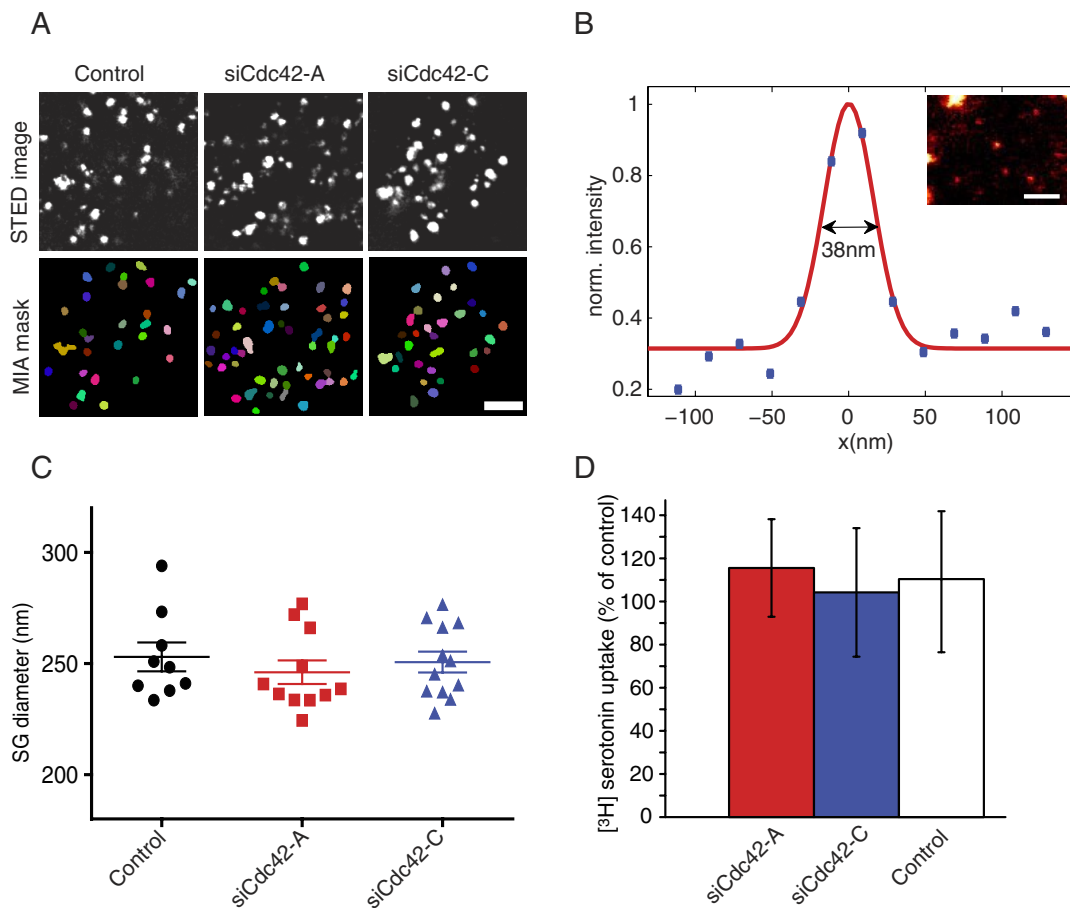 A
Control
siCdc42-A
siCdc42-C
STED image
MIA mask
B
norm. intensity
1
0.8
0.6
0.4
0.2
38nm
−100
−50
0
50
100
x(nm)
C
SG diameter (nm)
300
250
200
Control
siCdc42-A
siCdc42-C
D
[³H] serotonin uptake (% of control)
140
120
100
80
60
40
20
0
siCdc42-A
siCdc42-C
Control